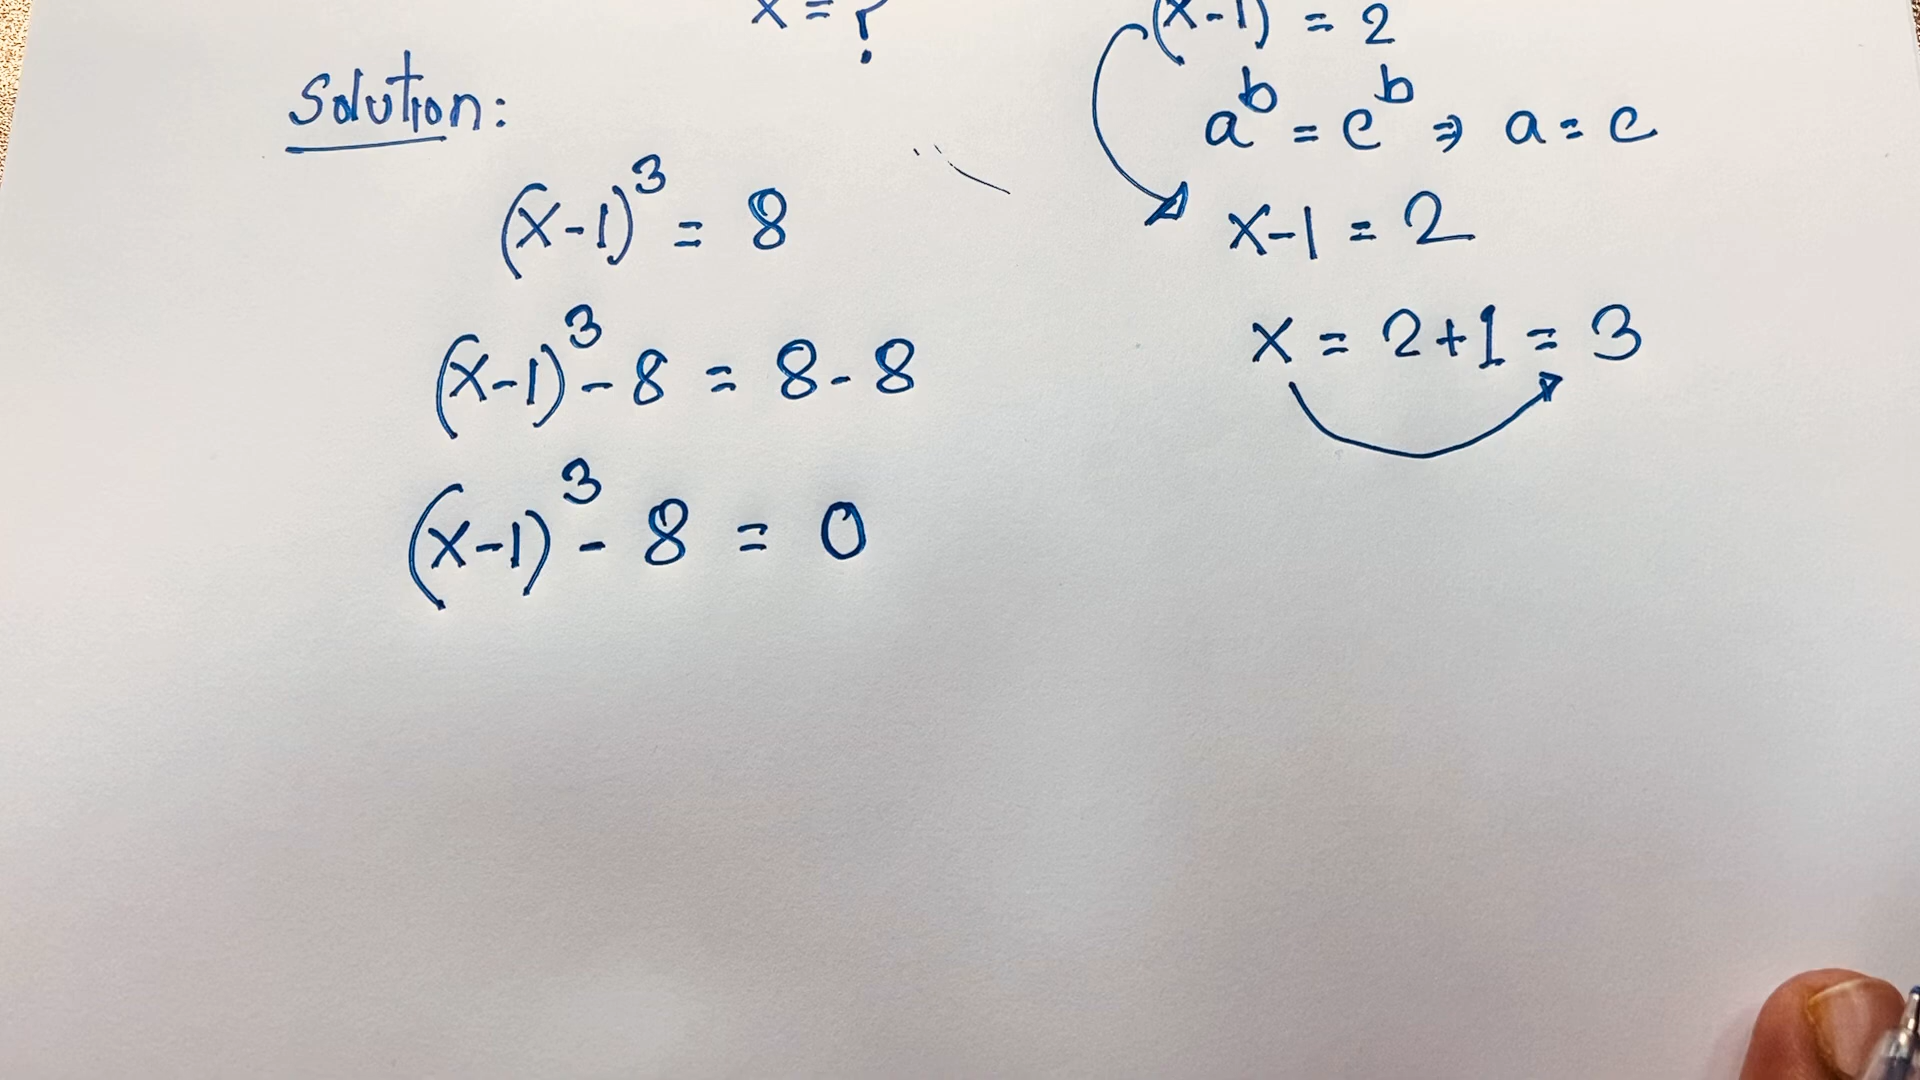 x = ?
Solution:
(x-1)³ = 8
(x-1)³ - 8 = 8 - 8
(x-1)³ - 8 = 0
(x-1) = 2
a^b = c^b ⇒ a = c
x-1 = 2
x = 2+1 = 3